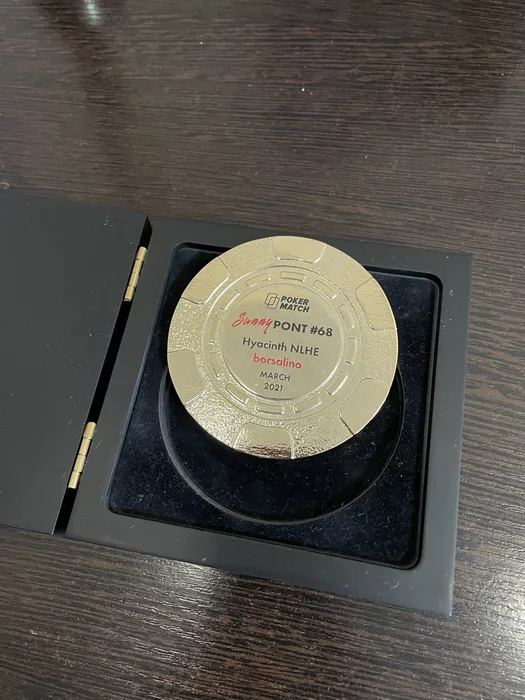 POKER
MATCH
Sunny PONT #68
Hyacinth NLHE
borsalino
MARCH
2021